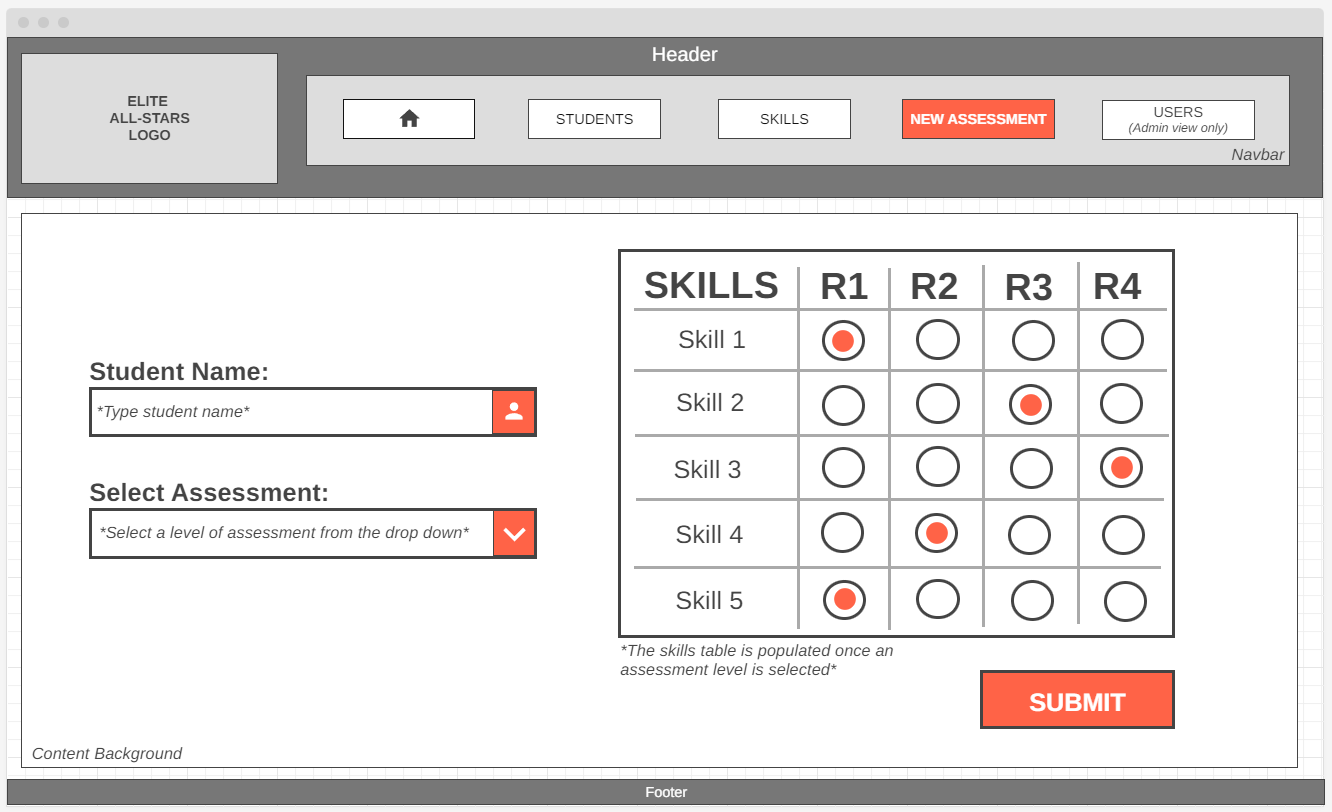 Header
ELITE
ALL-STARS
LOGO
STUDENTS
SKILLS
NEW ASSESSMENT
USERS
(Admin view only)
Navbar
Student Name:
*Type student name*
Select Assessment:
*Select a level of assessment from the drop down*
SKILLS R1 R2 R3 R4
Skill 1
Skill 2
Skill 3
Skill 4
Skill 5
*The skills table is populated once an
assessment level is selected*
SUBMIT
Content Background
Footer